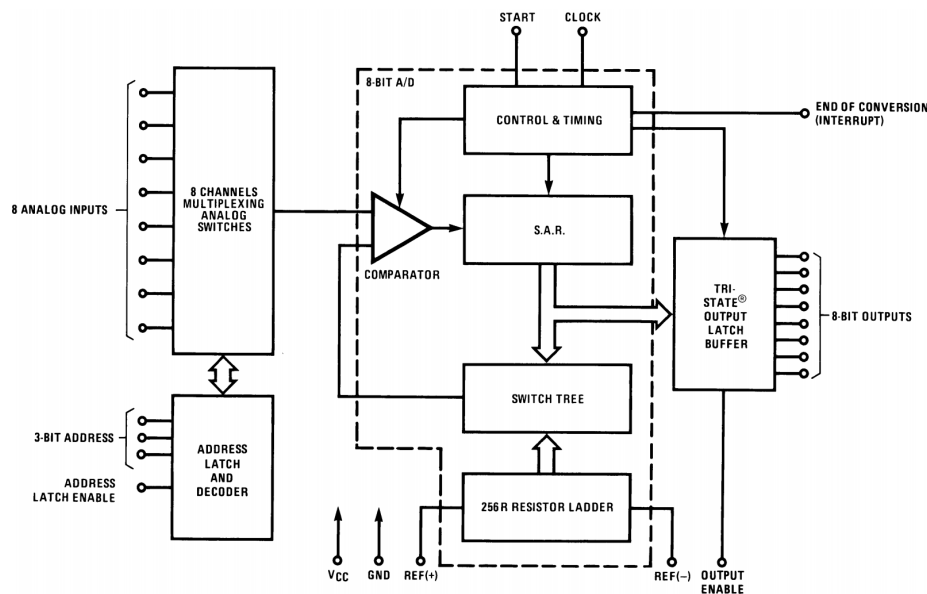 START
CLOCK
8-BIT A/D
CONTROL & TIMING
END OF CONVERSION
(INTERRUPT)
8 ANALOG INPUTS
8 CHANNELS
MULTIPLEXING
ANALOG
SWITCHES
S.A.R.
COMPARATOR
TRI-
STATE®
OUTPUT
LATCH
BUFFER
8-BIT OUTPUTS
SWITCH TREE
3-BIT ADDRESS
ADDRESS
LATCH ENABLE
ADDRESS
LATCH
AND
DECODER
256R RESISTOR LADDER
VCC
GND
REF(+)
REF(−)
OUTPUT
ENABLE